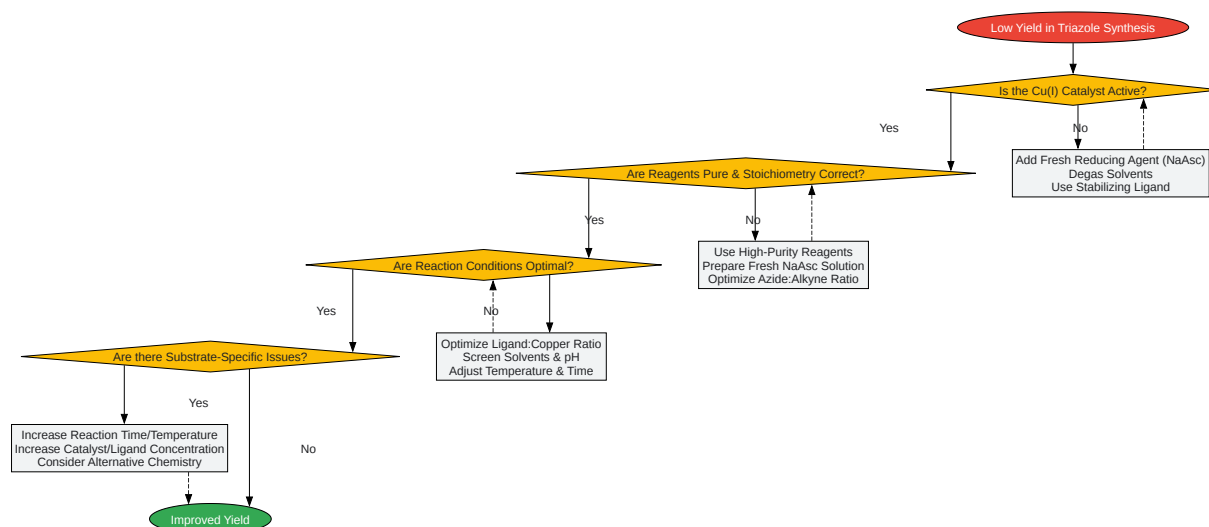 Low Yield in Triazole Synthesis
Is the Cu(I) Catalyst Active?
Yes
No
Add Fresh Reducing Agent (NaAsc)
Degas Solvents
Use Stabilizing Ligand
Are Reagents Pure & Stoichiometry Correct?
Yes
No
Use High-Purity Reagents
Prepare Fresh NaAsc Solution
Optimize Azide:Alkyne Ratio
Are Reaction Conditions Optimal?
Yes
No
Optimize Ligand:Copper Ratio
Screen Solvents & pH
Adjust Temperature & Time
Are there Substrate-Specific Issues?
Yes
No
Increase Reaction Time/Temperature
Increase Catalyst/Ligand Concentration
Consider Alternative Chemistry
Improved Yield